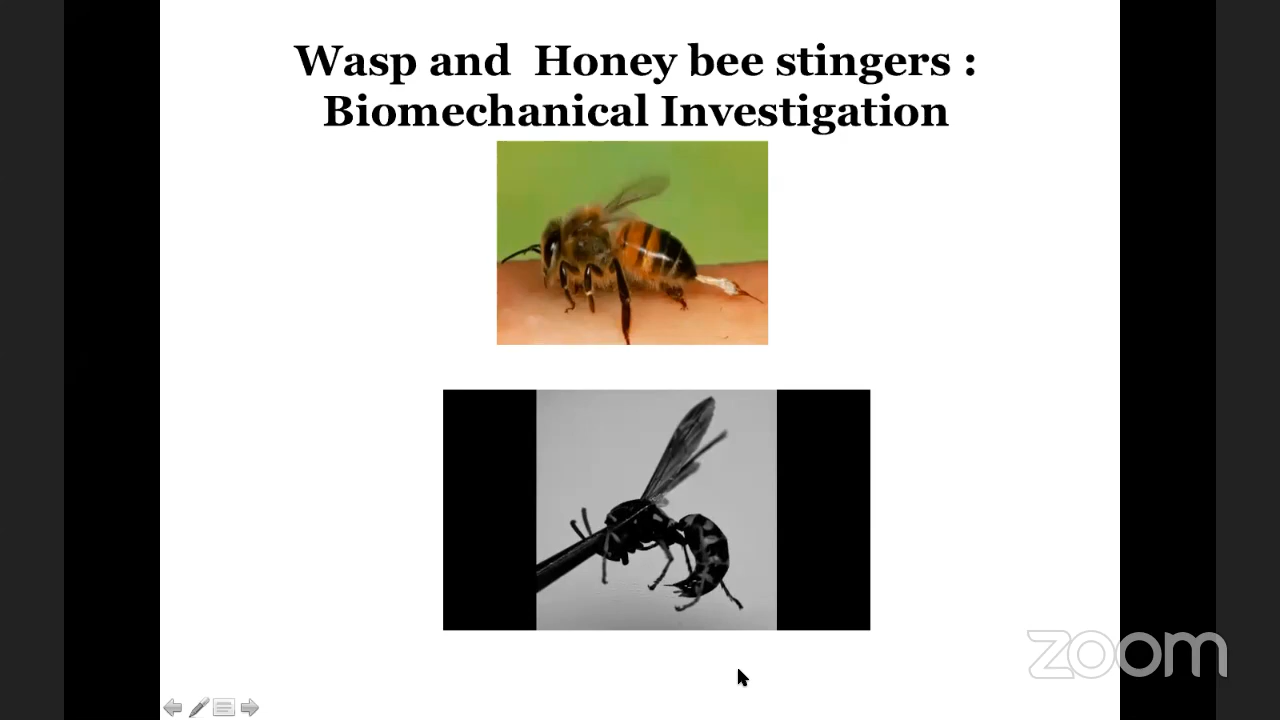 Wasp and Honey bee stingers :
Biomechanical Investigation
zoom